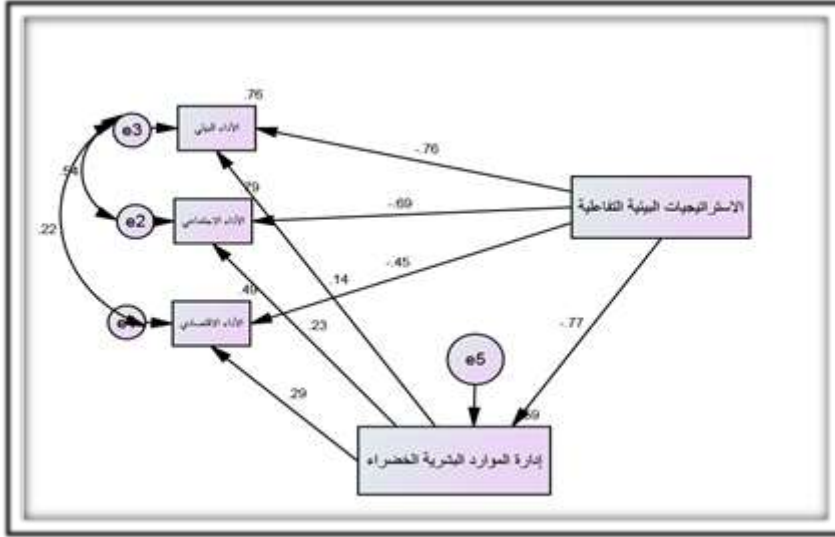 .76
e3
الأداء البيئي
-.76
.54
.79
-.69
e2
الأداء الاجتماعي
الاستراتيجيات البيئية التفاعلية
.22
-.45
.14
.49
الأداء الاقتصادي
.23
-.77
e5
.29
.59
إدارة الموارد البشرية الخضراء